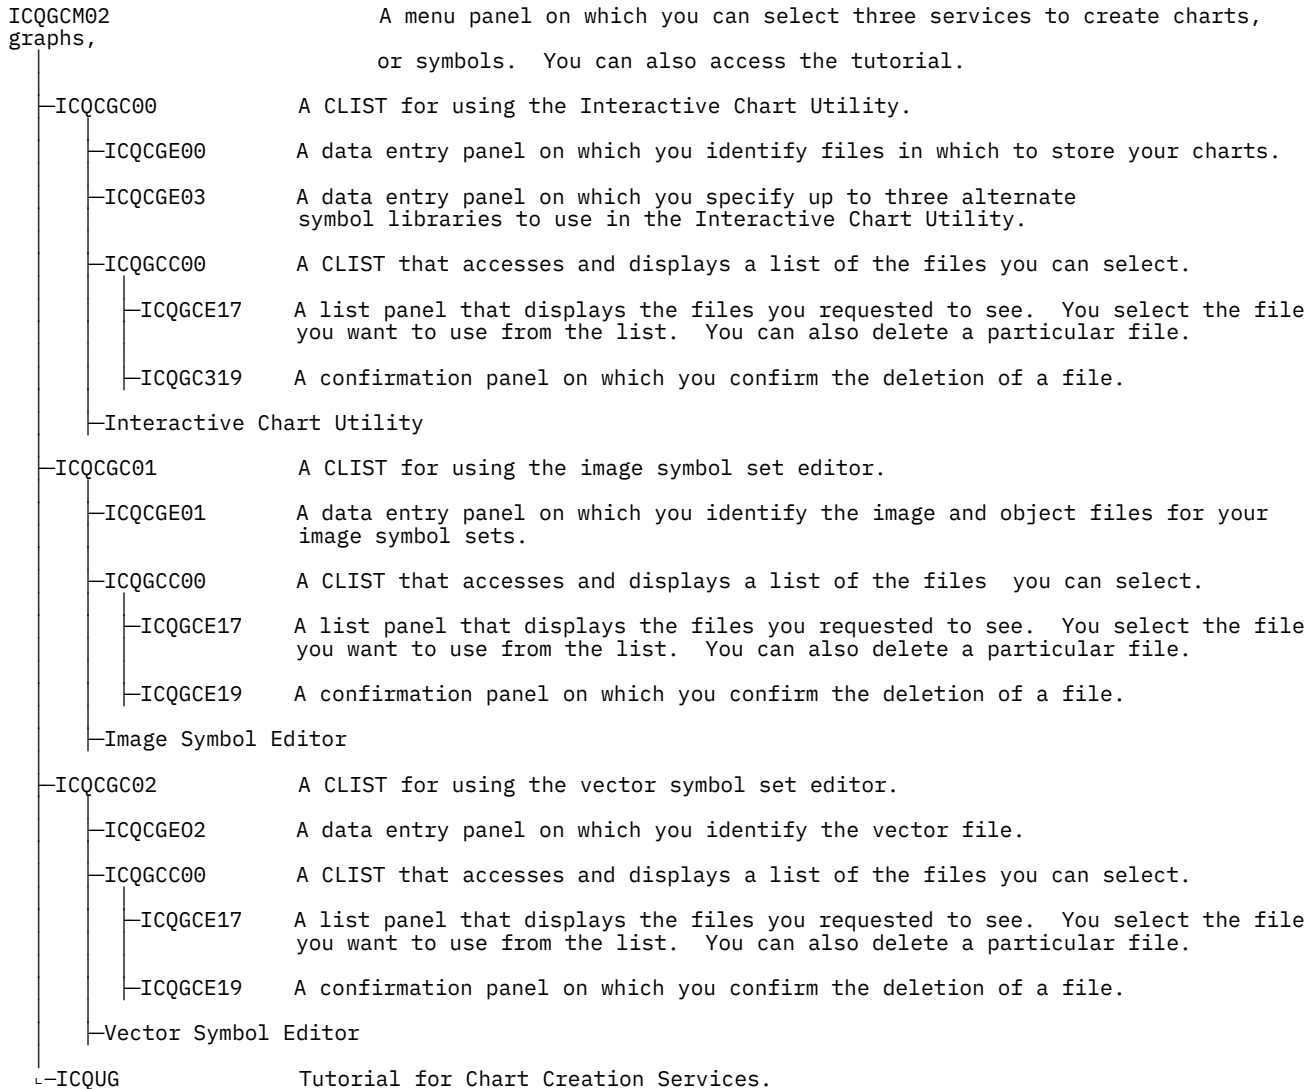 ICQGCM02 A menu panel on which you can select three services to create charts,
graphs,
or symbols. You can also access the tutorial.
ICQCGC00 A CLIST for using the Interactive Chart Utility.
ICQCGE00 A data entry panel on which you identify files in which to store your charts.
ICQCGE03 A data entry panel on which you specify up to three alternate
symbol libraries to use in the Interactive Chart Utility.
ICQGCC00 A CLIST that accesses and displays a list of the files you can select.
ICQGCE17 A list panel that displays the files you requested to see. You select the file
you want to use from the list. You can also delete a particular file.
ICQGC319 A confirmation panel on which you confirm the deletion of a file.
Interactive Chart Utility
ICQCGC01 A CLIST for using the image symbol set editor.
ICQCGE01 A data entry panel on which you identify the image and object files for your
image symbol sets.
ICQGCC00 A CLIST that accesses and displays a list of the files you can select.
ICQGCE17 A list panel that displays the files you requested to see. You select the file
you want to use from the list. You can also delete a particular file.
ICQGCE19 A confirmation panel on which you confirm the deletion of a file.
Image Symbol Editor
ICQCGC02 A CLIST for using the vector symbol set editor.
ICQCGEO2 A data entry panel on which you identify the vector file.
ICQGCC00 A CLIST that accesses and displays a list of the files you can select.
ICQGCE17 A list panel that displays the files you requested to see. You select the file
you want to use from the list. You can also delete a particular file.
ICQGCE19 A confirmation panel on which you confirm the deletion of a file.
Vector Symbol Editor
ICQUG Tutorial for Chart Creation Services.